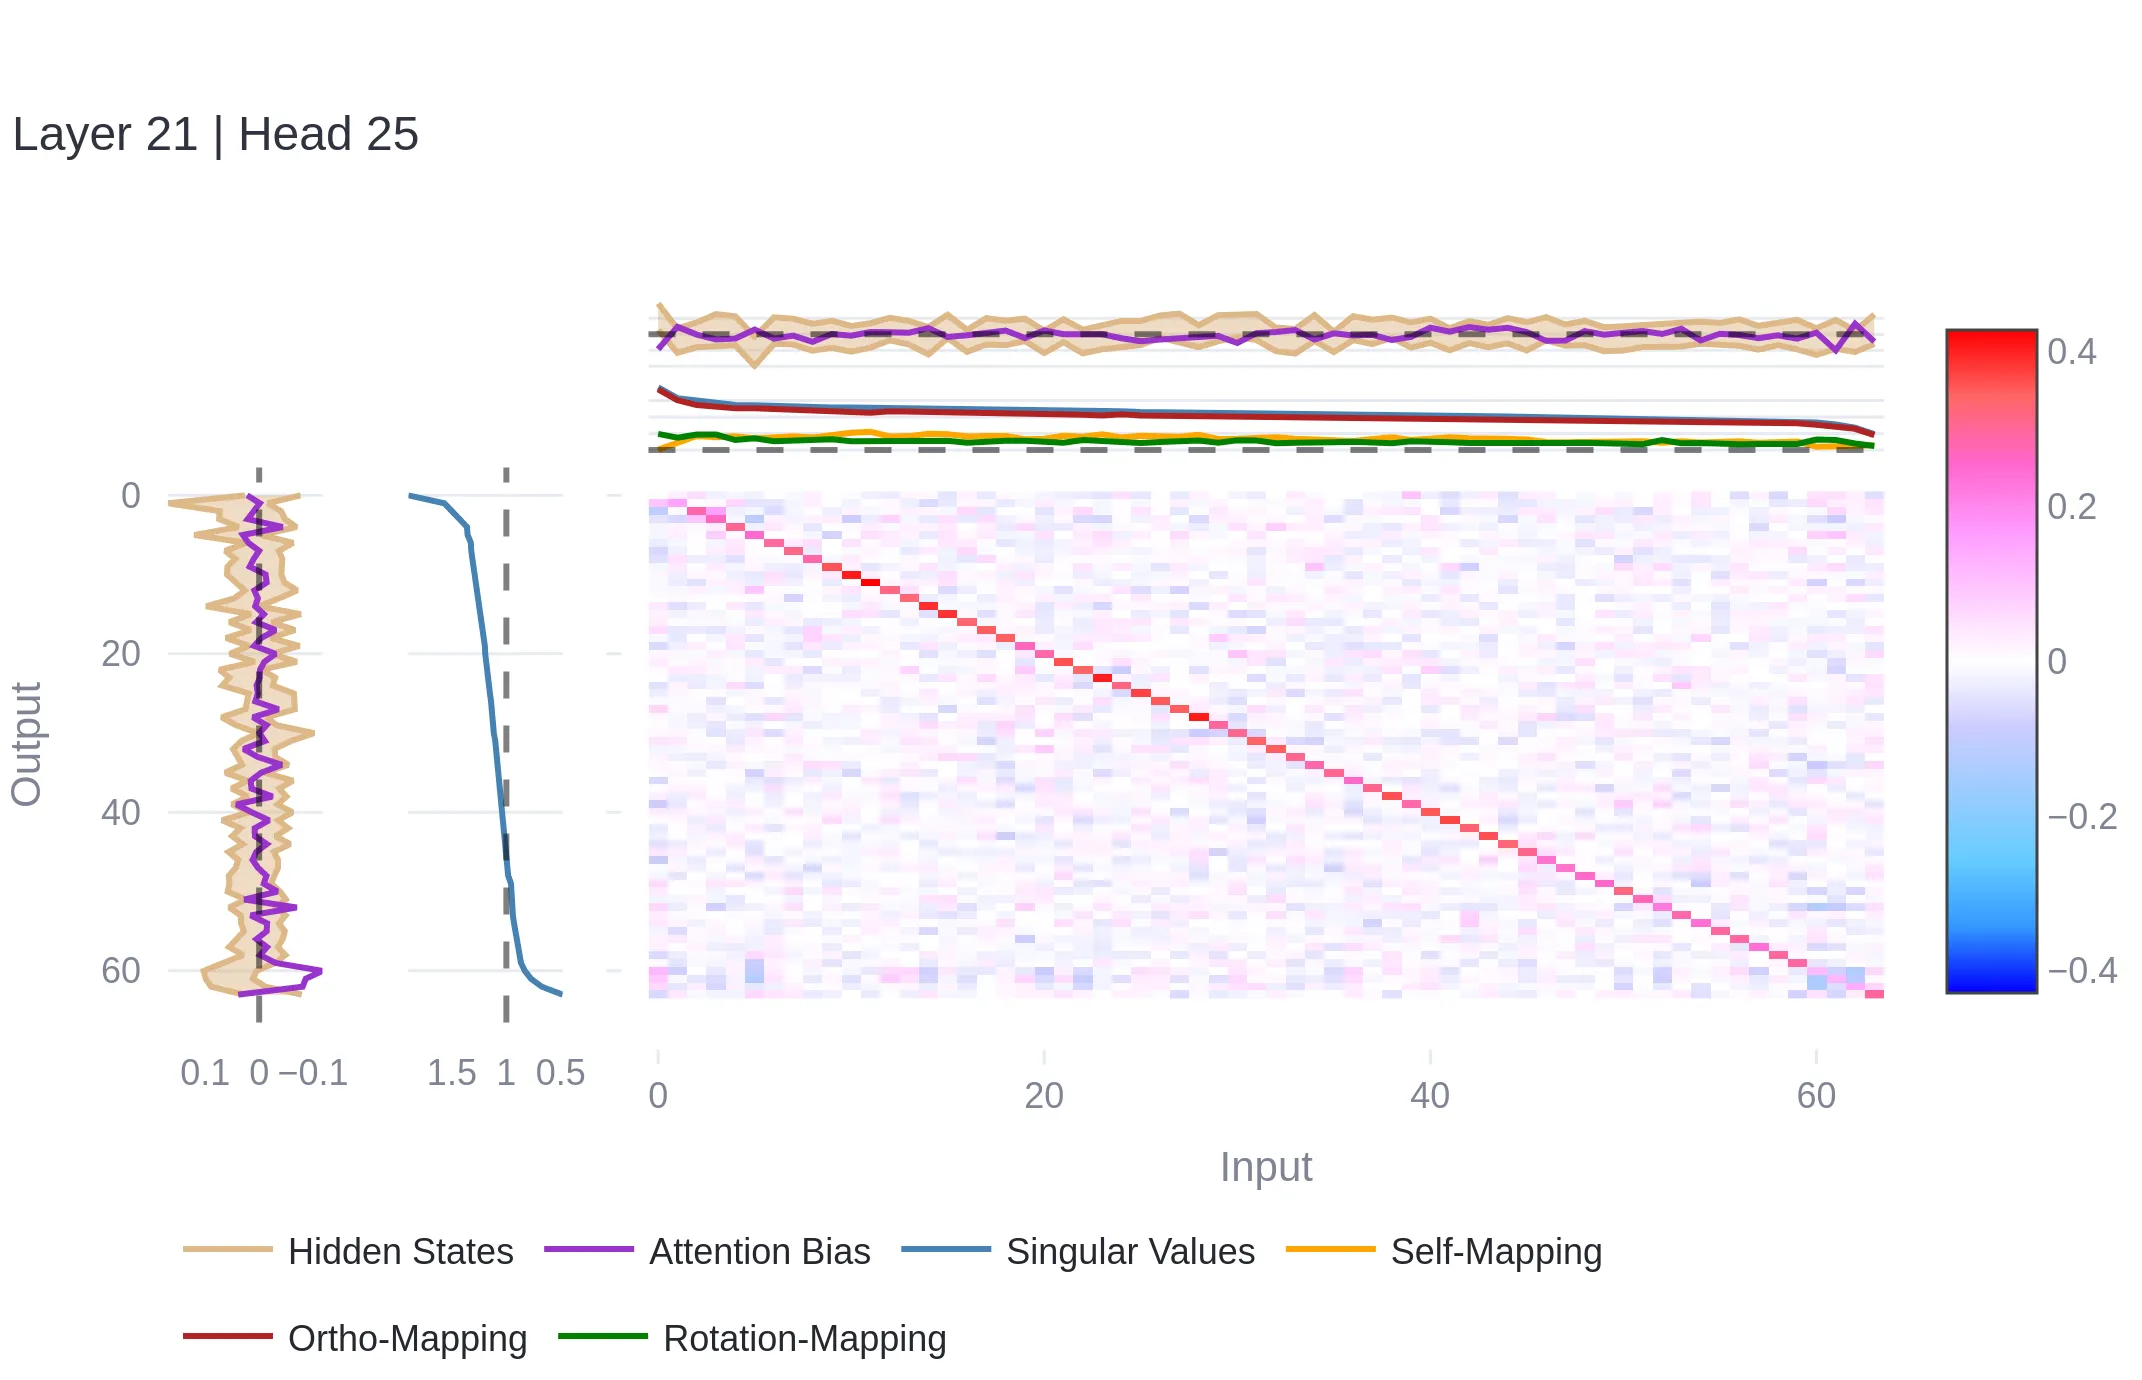 Layer 21 | Head 25
0
20
40
60
Output
0.1 0 −0.1
1.5 1 0.5
0 20 40 60
Input
0.4
0.2
0
−0.2
−0.4
Hidden States Attention Bias Singular Values Self-Mapping
Ortho-Mapping Rotation-Mapping